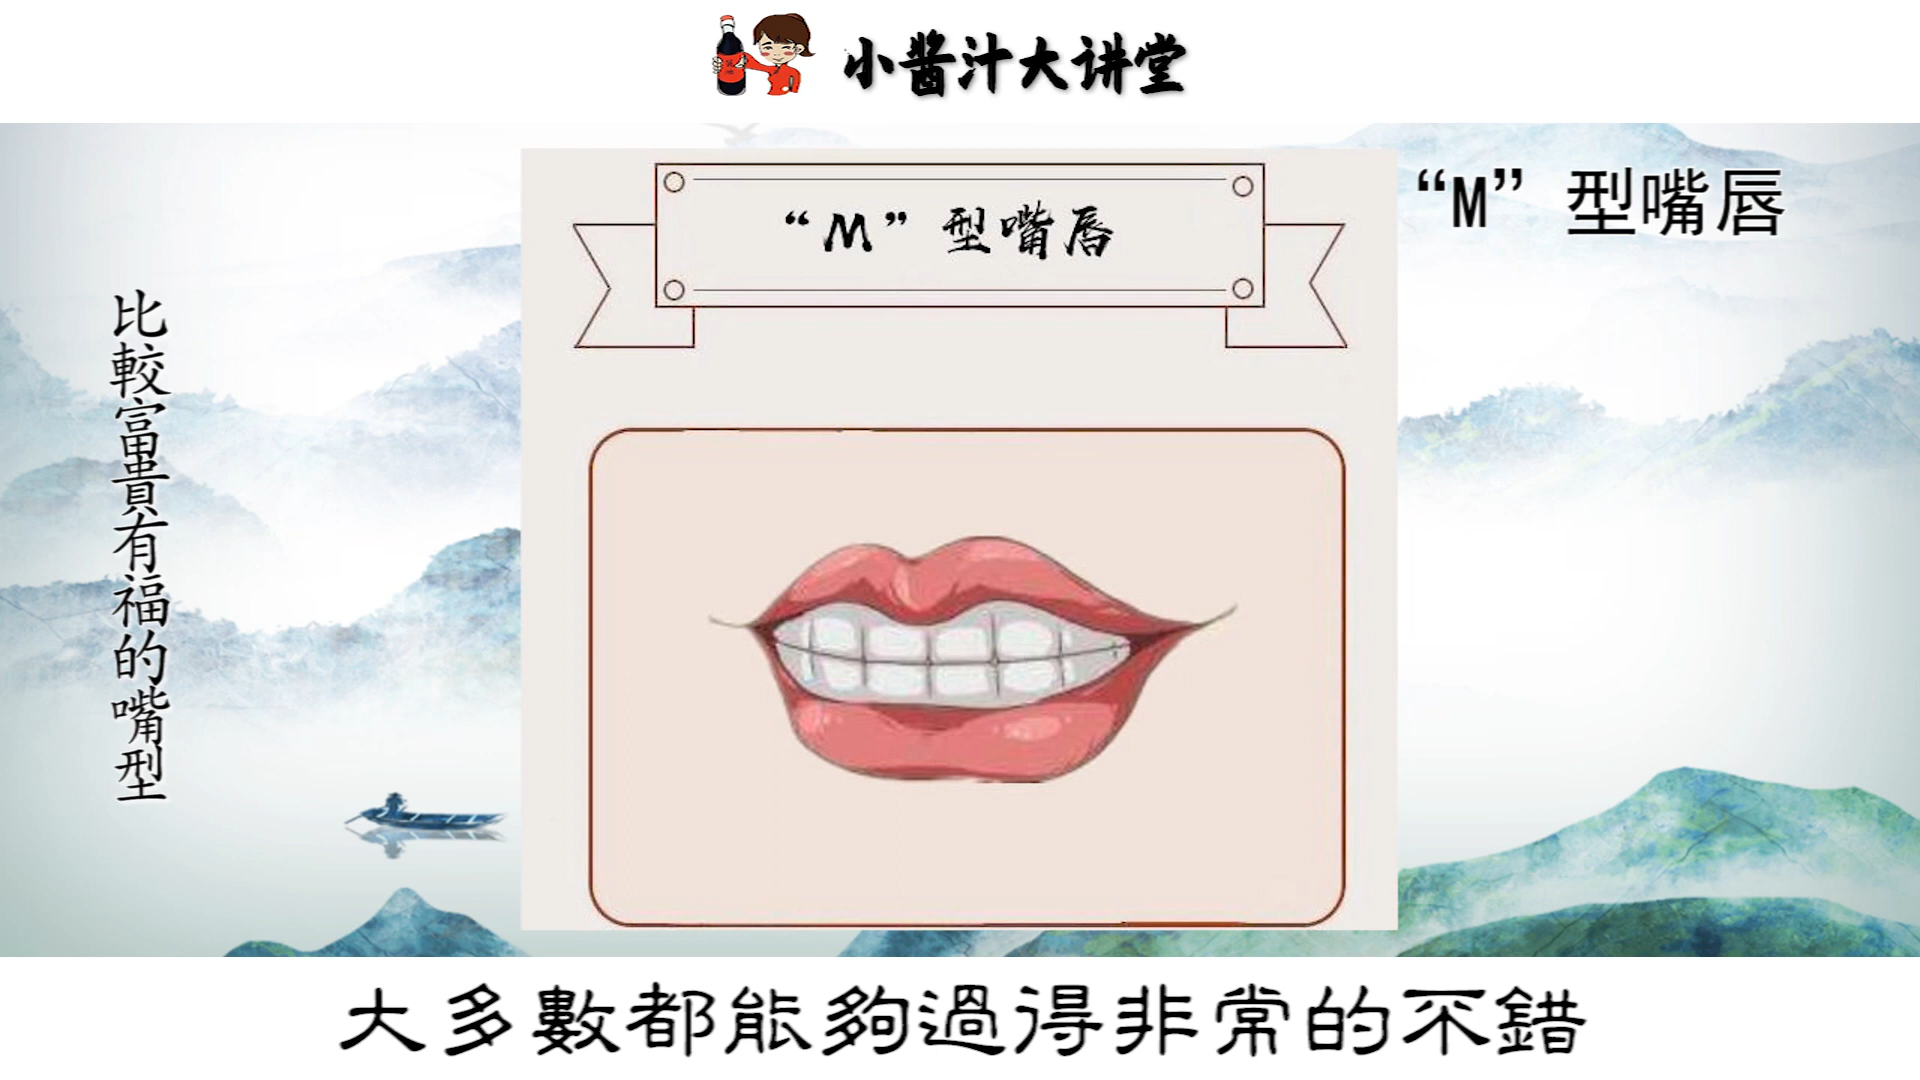 小酱汁大讲堂
“M”型嘴唇
“M”型嘴唇
比較富貴有福的嘴型
大多數都能夠過得非常的不錯